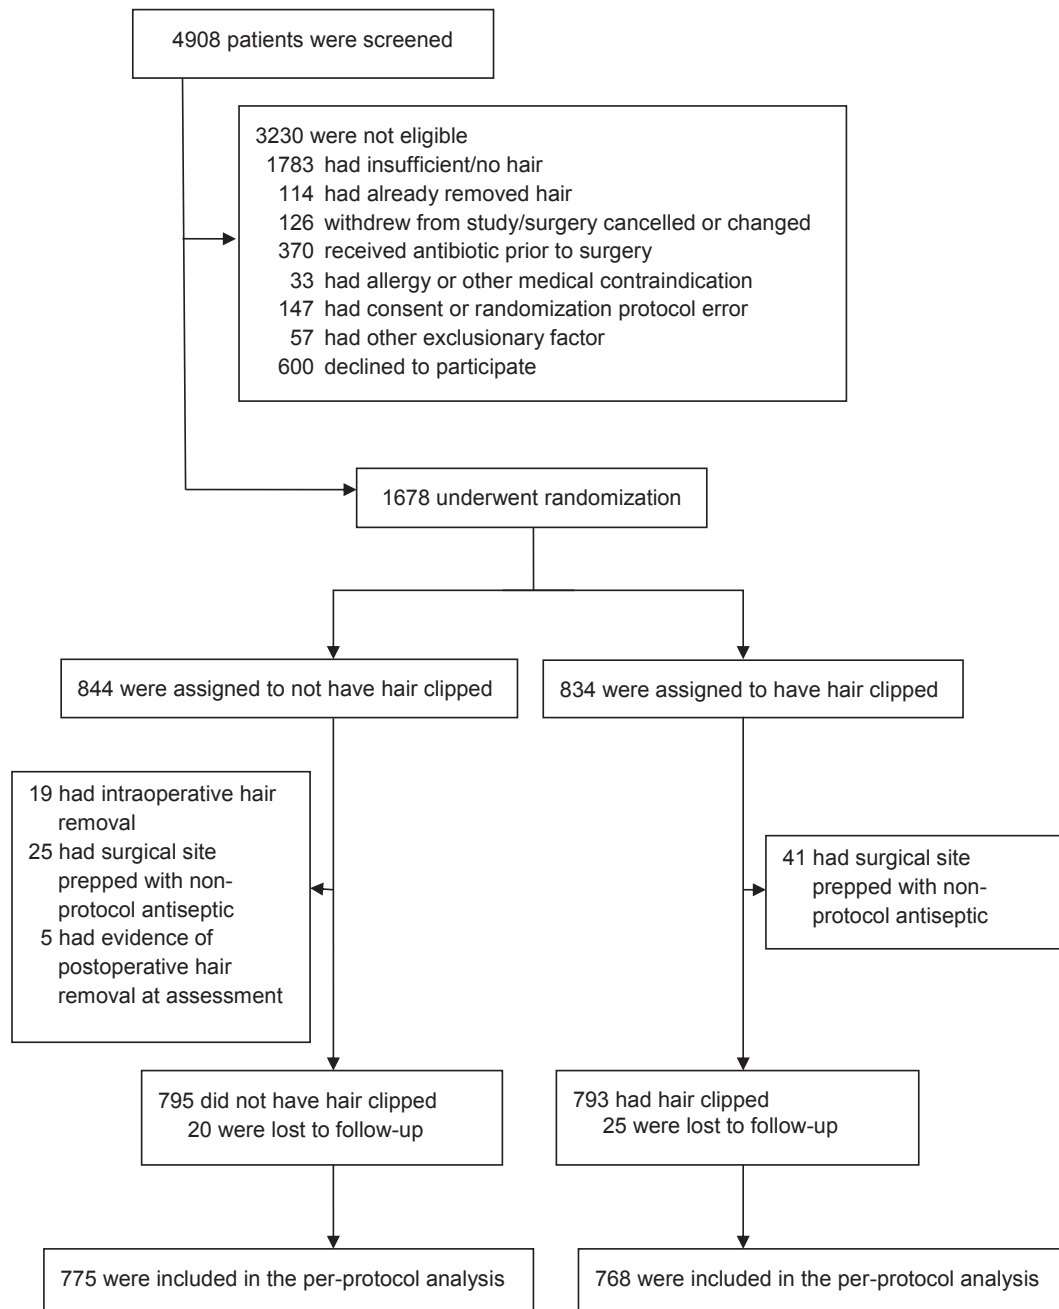 4908 patients were screened
3230 were not eligible
1783 had insufficient/no hair
114 had already removed hair
126 withdrew from study/surgery cancelled or changed
370 received antibiotic prior to surgery
33 had allergy or other medical contraindication
147 had consent or randomization protocol error
57 had other exclusionary factor
600 declined to participate
1678 underwent randomization
844 were assigned to not have hair clipped
834 were assigned to have hair clipped
19 had intraoperative hair
removal
25 had surgical site
prepped with non-
protocol antiseptic
5 had evidence of
postoperative hair
removal at assessment
41 had surgical site
prepped with non-
protocol antiseptic
795 did not have hair clipped
20 were lost to follow-up
793 had hair clipped
25 were lost to follow-up
775 were included in the per-protocol analysis
768 were included in the per-protocol analysis